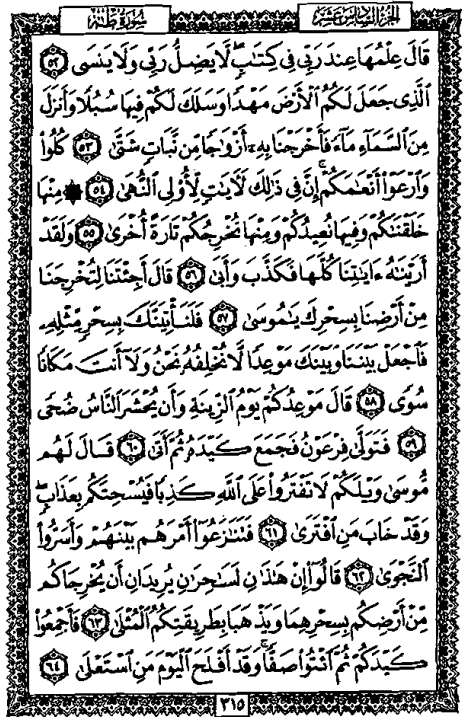 الجزء السادس عشر
سورة طه
قَالَ عِلْمُهَا عِندَ رَبِّى فِى كِتَٰبٍۖ لَّا يَضِلُّ رَبِّى وَلَا يَنسَى ٥٢
ٱلَّذِى جَعَلَ لَكُمُ ٱلْأَرْضَ مَهْدًا وَسَلَكَ لَكُمْ فِيهَا سُبُلًا وَأَنزَلَ
مِنَ ٱلسَّمَآءِ مَآءً فَأَخْرَجْنَا بِهِۦٓ أَزْوَٰجًا مِّن نَّبَاتٍ شَتَّىٰ ٥٣ كُلُوا۟
وَٱرْعَوْا۟ أَنْعَٰمَكُمْۗ إِنَّ فِى ذَٰلِكَ لَءَايَٰتٍ لِّأُو۟لِى ٱلنُّهَىٰ ٥٤ ۞ مِنْهَا
خَلَقْنَٰكُمْ وَفِيهَا نُعِيدُكُمْ وَمِنْهَا نُخْرِجُكُمْ تَارَةً أُخْرَىٰ ٥٥ وَلَقَدْ
أَرَيْنَٰهُ ءَايَٰتِنَا كُلَّهَا فَكَذَّبَ وَأَبَىٰ ٥٦ قَالَ أَجِئْتَنَا لِتُخْرِجَنَا
مِنْ أَرْضِنَا بِسِحْرِكَ يَٰمُوسَىٰ ٥٧ فَلَنَأْتِيَنَّكَ بِسِحْرٍ مِّثْلِهِۦ
فَٱجْعَلْ بَيْنَنَا وَبَيْنَكَ مَوْعِدًا لَّا نُخْلِفُهُۥ نَحْنُ وَلَآ أَنتَ مَكَانًا
سُوًى ٥٨ قَالَ مَوْعِدُكُمْ يَوْمُ ٱلزِّينَةِ وَأَن يُحْشَرَ ٱلنَّاسُ ضُحًى
٥٩ فَتَوَلَّىٰ فِرْعَوْنُ فَجَمَعَ كَيْدَهُۥ ثُمَّ أَتَىٰ ٦٠ قَالَ لَهُم
مُّوسَىٰ وَيْلَكُمْ لَا تَفْتَرُوا۟ عَلَى ٱللَّهِ كَذِبًا فَيُسْحِتَكُم بِعَذَابٍۖ
وَقَدْ خَابَ مَنِ ٱفْتَرَىٰ ٦١ فَتَنَٰزَعُوٓا۟ أَمْرَهُم بَيْنَهُمْ وَأَسَرُّوا۟
ٱلنَّجْوَىٰ ٦٢ قَالُوٓا۟ إِنْ هَٰذَٰنِ لَسَٰحِرَٰنِ يُرِيدَانِ أَن يُخْرِجَاكُم
مِّنْ أَرْضِكُم بِسِحْرِهِمَا وَيَذْهَبَا بِطَرِيقَتِكُمُ ٱلْمُثْلَىٰ ٦٣ فَأَجْمِعُوا۟
كَيْدَكُمْ ثُمَّ ٱئْتُوا۟ صَفًّاۚ وَقَدْ أَفْلَحَ ٱلْيَوْمَ مَنِ ٱسْتَعْلَىٰ ٦٤
٣١٥